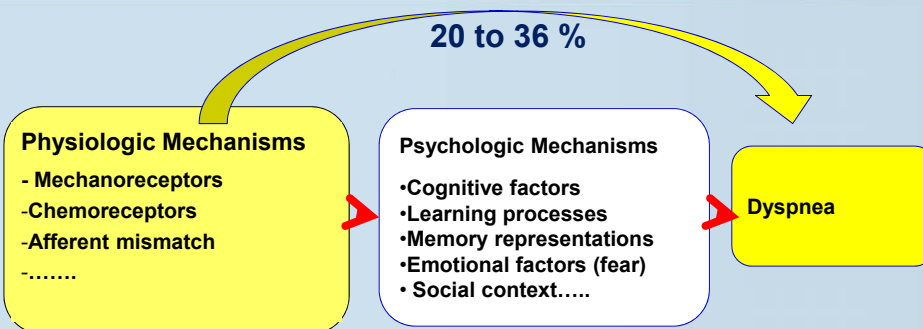 20 to 36 %
Physiologic Mechanisms
- Mechanoreceptors
-Chemoreceptors
-Afferent mismatch
-…….
Psychologic Mechanisms
•Cognitive factors
•Learning processes
•Memory representations
•Emotional factors (fear)
• Social context…..
Dyspnea